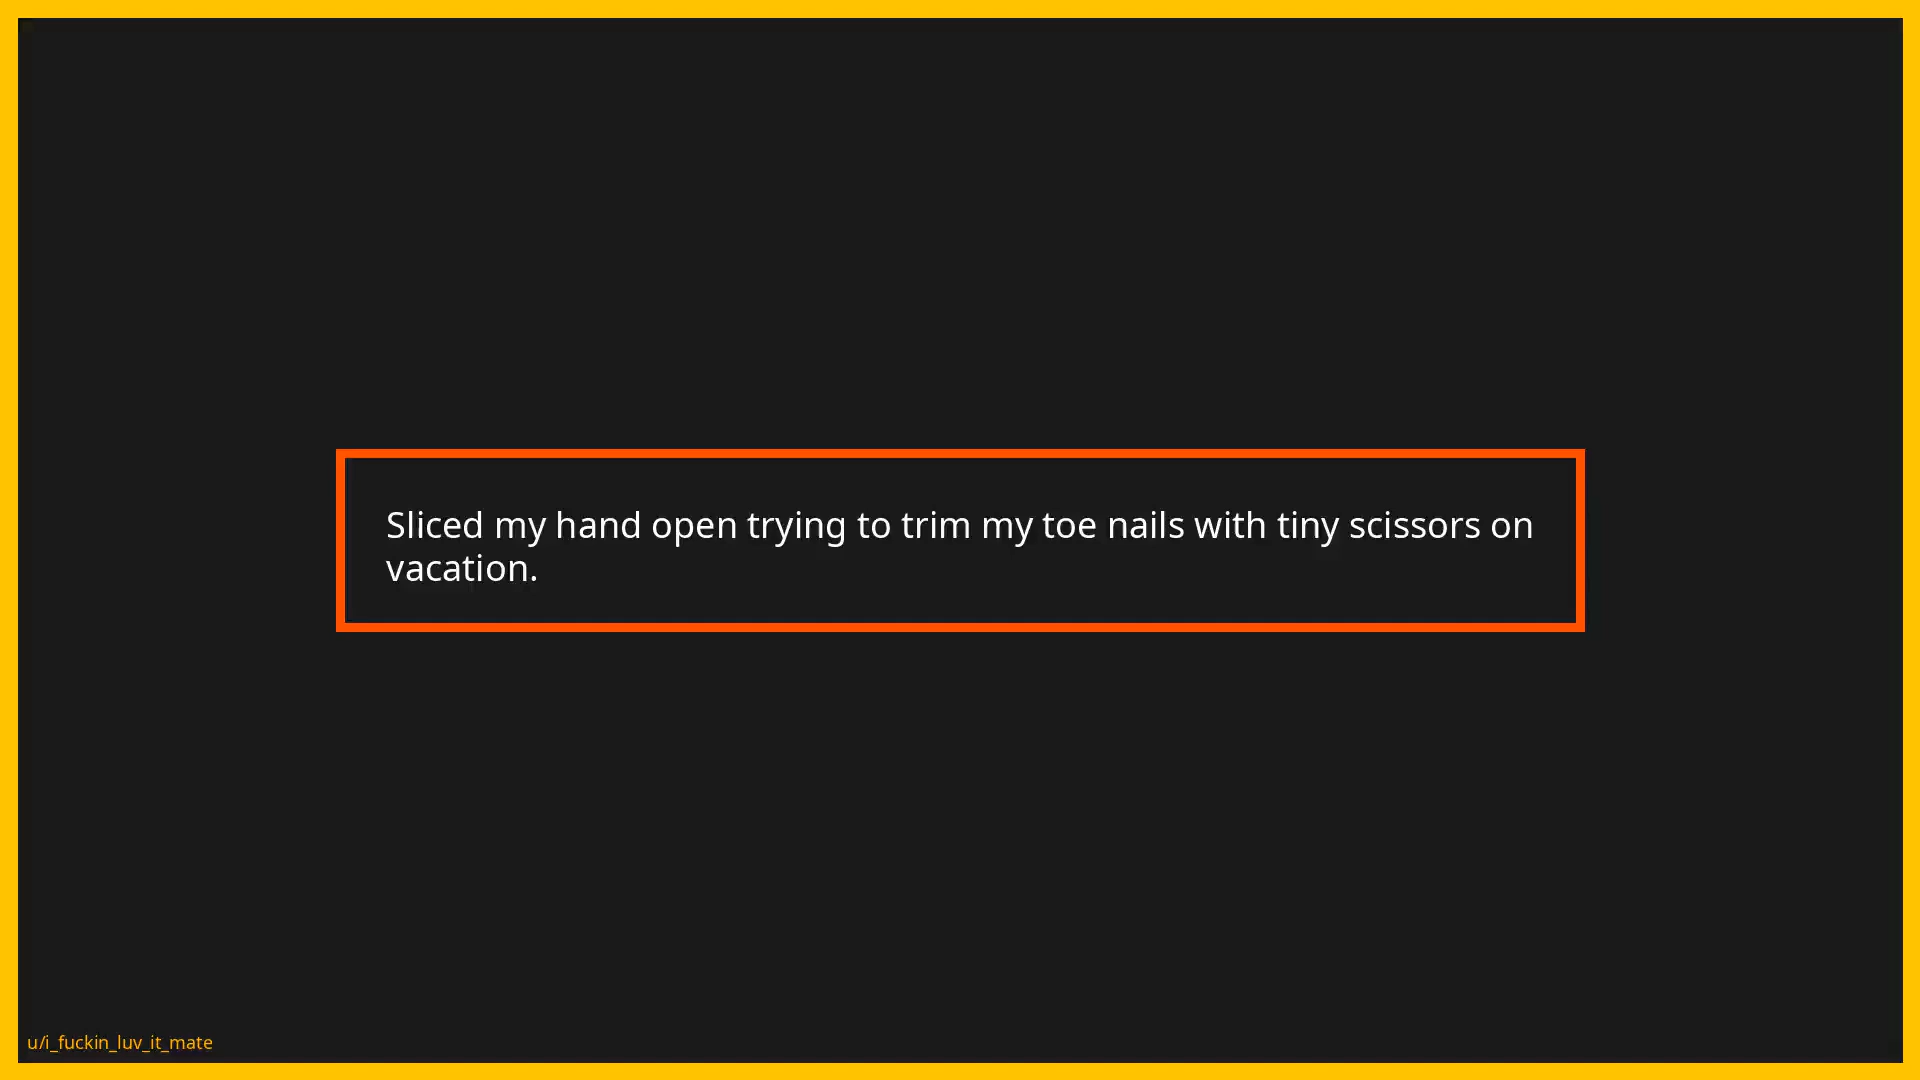 Sliced my hand open trying to trim my toe nails with tiny scissors on
vacation.
u/i_fuckin_luv_it_mate